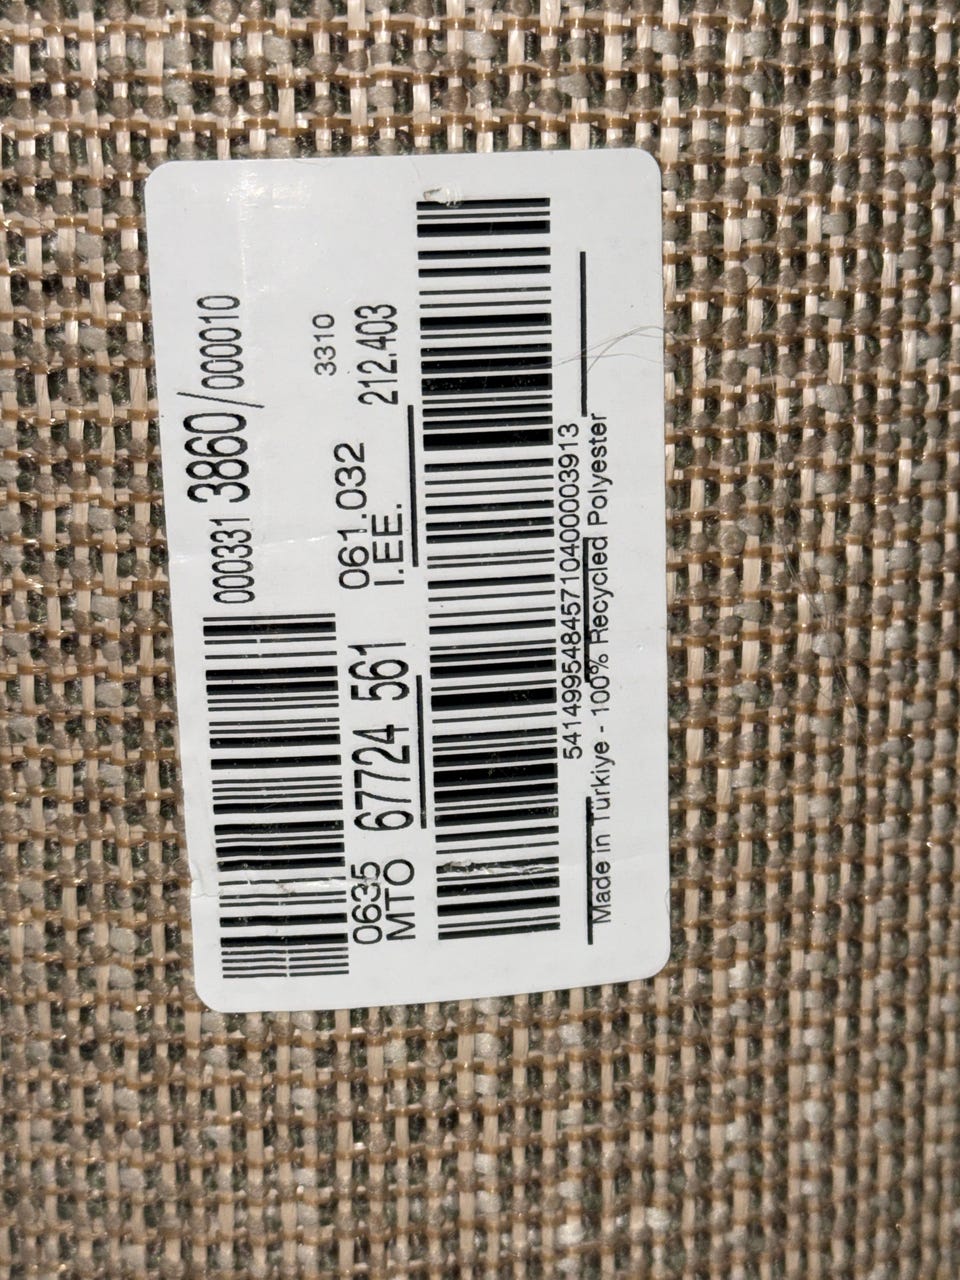 000331 3860/000010
3310
0635 67724 561 061.032
MTO I.EE. 212.403
541499548457104000003913
Made in Türkiye - 100% Recycled Polyester